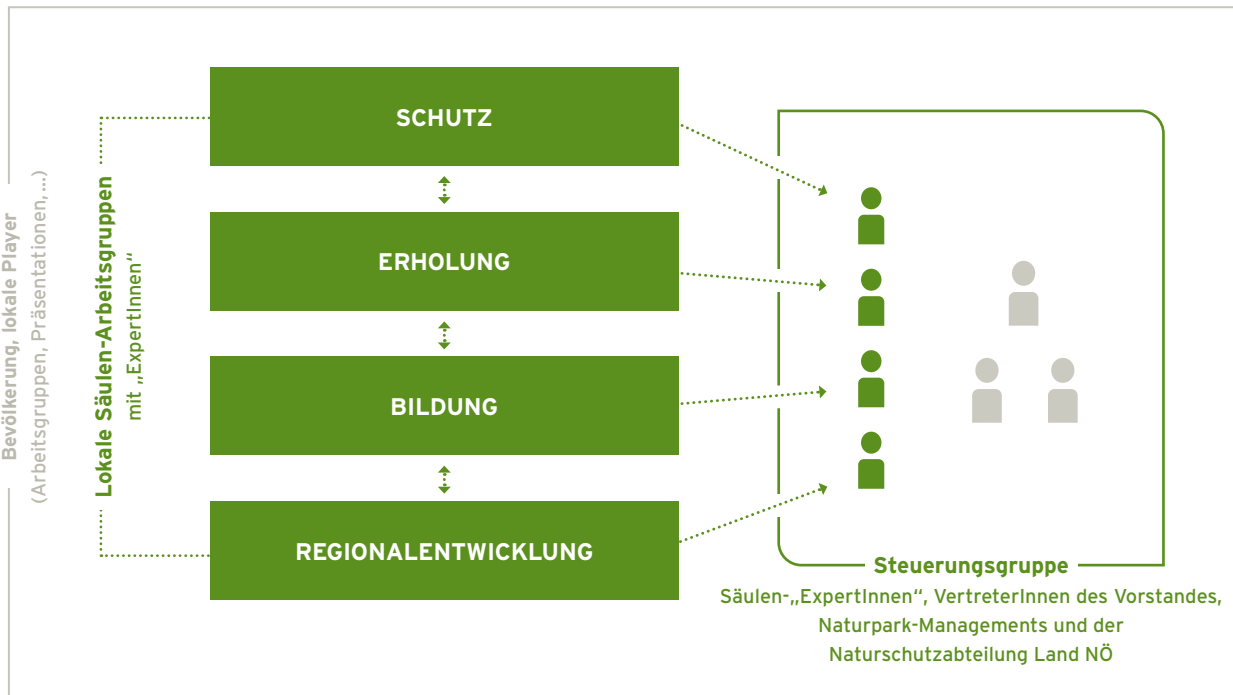 Bevölkerung, lokale Player
(Arbeitsgruppen, Präsentationen, ...)
Lokale Säulen-Arbeitsgruppen
mit „ExpertInnen“
SCHUTZ
ERHOLUNG
BILDUNG
REGIONALENTWICKLUNG
Steuerungsgruppe
Säulen-„ExpertInnen“, VertreterInnen des Vorstandes,
Naturpark-Managements und der
Naturschutzabteilung Land NÖ